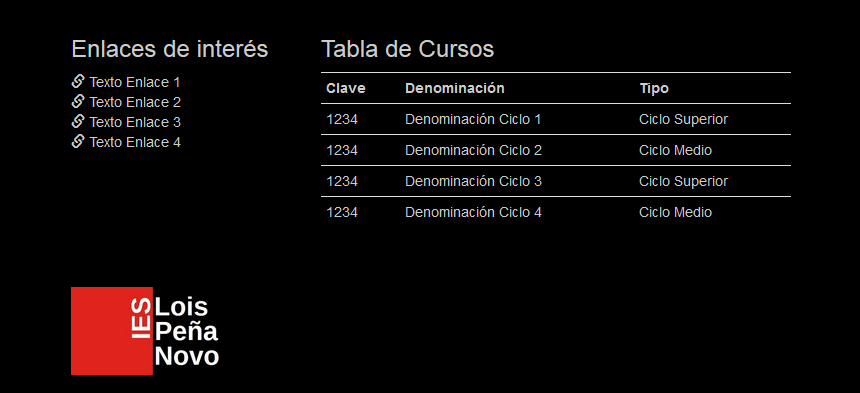 Enlaces de interés
Texto Enlace 1
Texto Enlace 2
Texto Enlace 3
Texto Enlace 4
Tabla de Cursos
Clave Denominación Tipo
1234 Denominación Ciclo 1 Ciclo Superior
1234 Denominación Ciclo 2 Ciclo Medio
1234 Denominación Ciclo 3 Ciclo Superior
1234 Denominación Ciclo 4 Ciclo Medio
IES
Lois
Peña
Novo